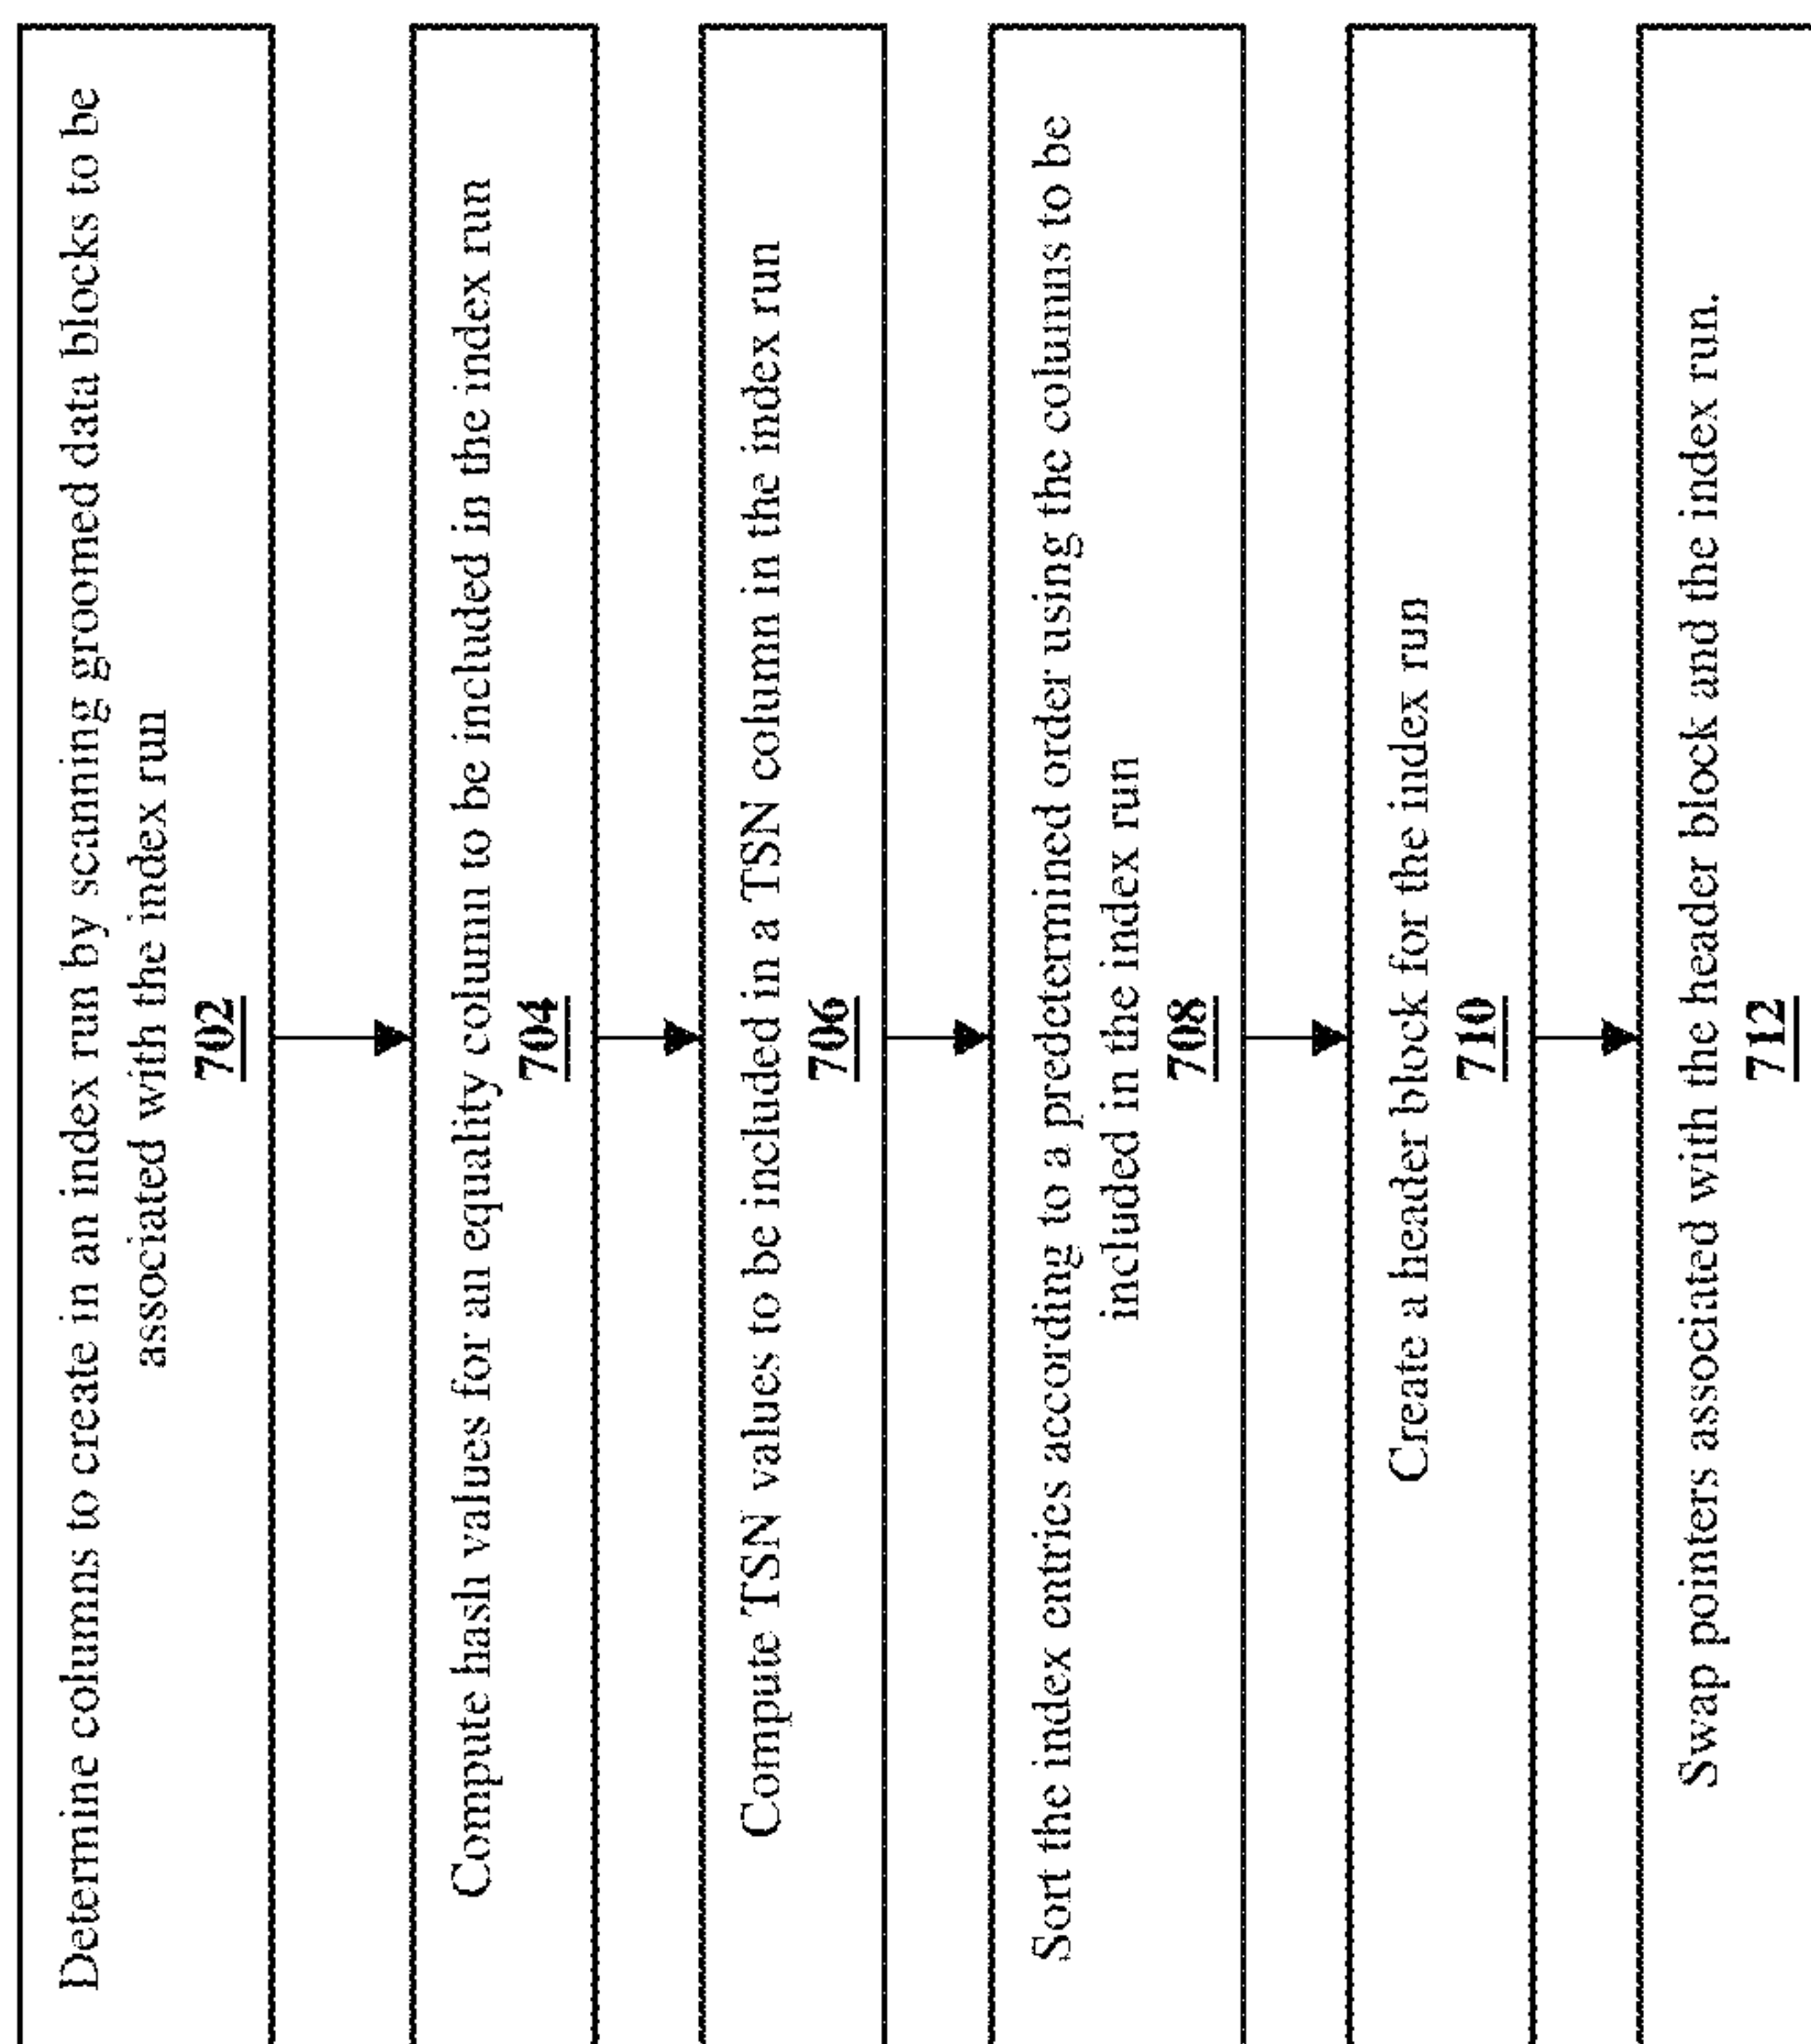 Determine columns to create in an index run by scanning groomed data blocks to be
associated with the index run
702
Compute hash values for an equality column to be included in the index run
704
Compute TSN values to be included in a TSN column in the index run
706
Sort the index entries according to a predetermined order using the columns to be
included in the index run
708
Create a header block for the index run
710
Swap pointers associated with the header block and the index run.
712